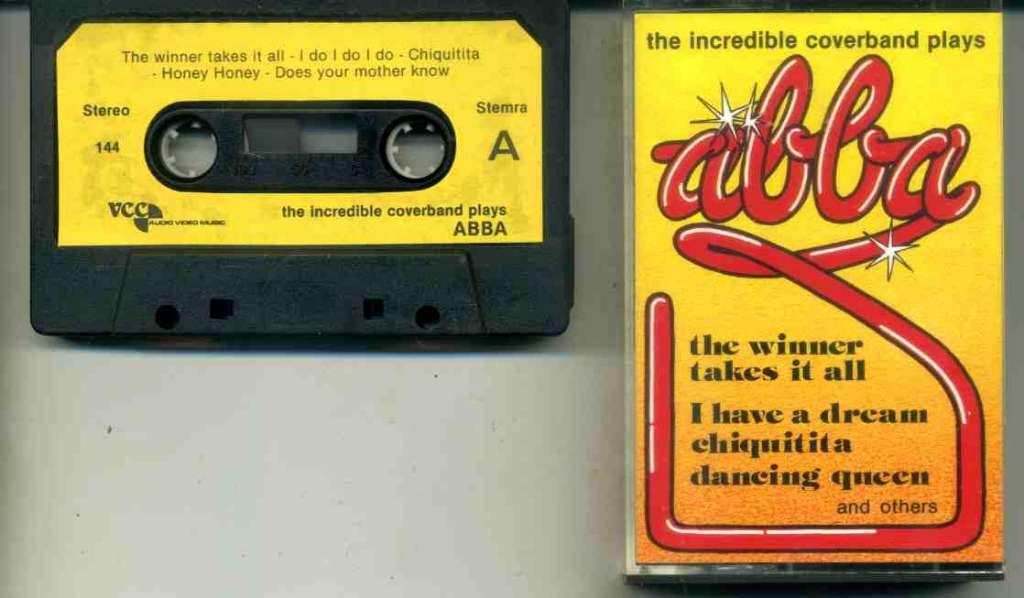 The winner takes it all - I do I do I do - Chiquitita
- Honey Honey - Does your mother know
Stereo
Stemra
144
A
VCC
AUDIO VIDEO MUSIC
the incredible coverband plays
ABBA
the incredible coverband plays
abba
the winner
takes it all
I have a dream
chiquitita
dancing queen
and others